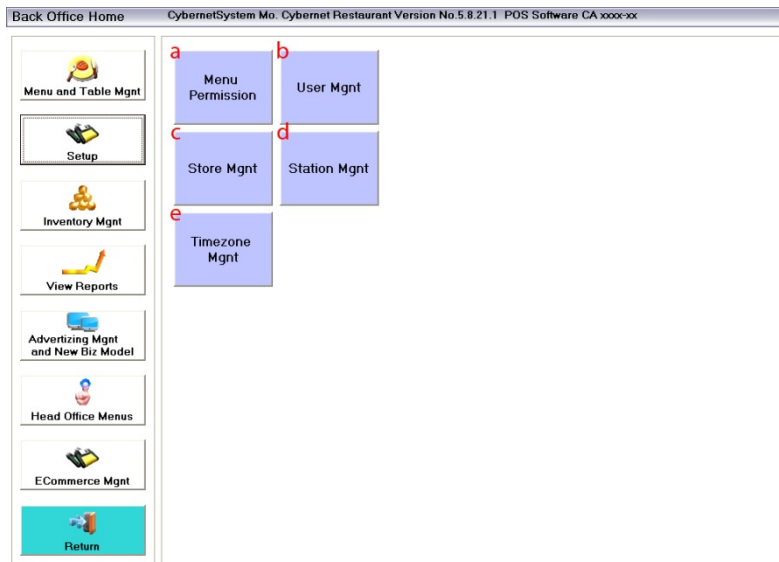 Back Office Home CybernetSystem Mo. Cybernet Restaurant Version No.5.8.21.1 POS Software CA xxxx-xx
Menu and Table Mgnt
Setup
Inventory Mgnt
View Reports
Advertizing Mgnt
and New Biz Model
Head Office Menus
ECommerce Mgnt
Return
a
Menu
Permission
b
User Mgnt
c
Store Mgnt
d
Station Mgnt
e
Timezone
Mgnt